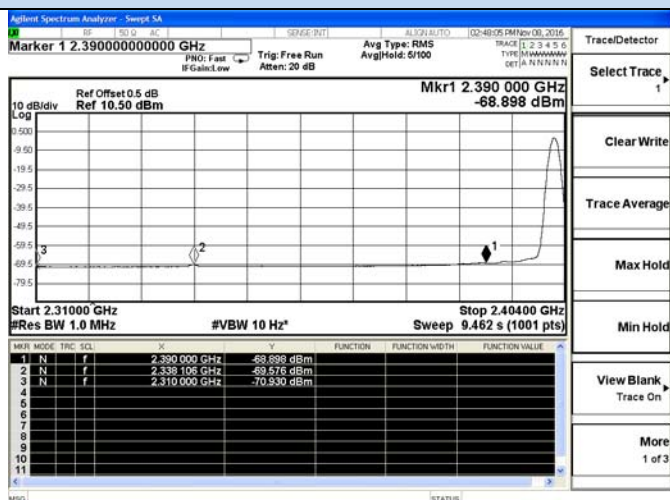 Agilent Spectrum Analyzer - Swept SA
RF 50 Ω AC SENSE:INT ALIGN AUTO 02:48:05 PM Nov 08, 2016
Marker 1 2.390000000000 GHz
PNO: Fast
IFGain:Low
Trig: Free Run
Atten: 20 dB
Avg Type: RMS
Avg|Hold: 5/100
TRACE 1 2 3 4 5 6
TYPE M
DET A N N N N N
Ref Offset 0.5 dB
10 dB/div Ref 10.50 dBm
Log
Mkr1 2.390 000 GHz
-68.898 dBm
0.500
-9.50
-19.5
-29.5
-39.5
-49.5
-59.5
-69.5
-79.5
3
2
1
Start 2.31000 GHz
Stop 2.40400 GHz
#Res BW 1.0 MHz
#VBW 10 Hz*
Sweep 9.462 s (1001 pts)
MKR MODE TRC SCL X Y FUNCTION FUNCTION WIDTH FUNCTION VALUE
1 N f 2.390 000 GHz -68.898 dBm
2 N f 2.338 106 GHz -69.576 dBm
3 N f 2.310 000 GHz -70.930 dBm
4
5
6
7
8
9
10
11
MSG STATUS
Trace/Detector
Select Trace
1
Clear Write
Trace Average
Max Hold
Min Hold
View Blank
Trace On
More
1 of 3